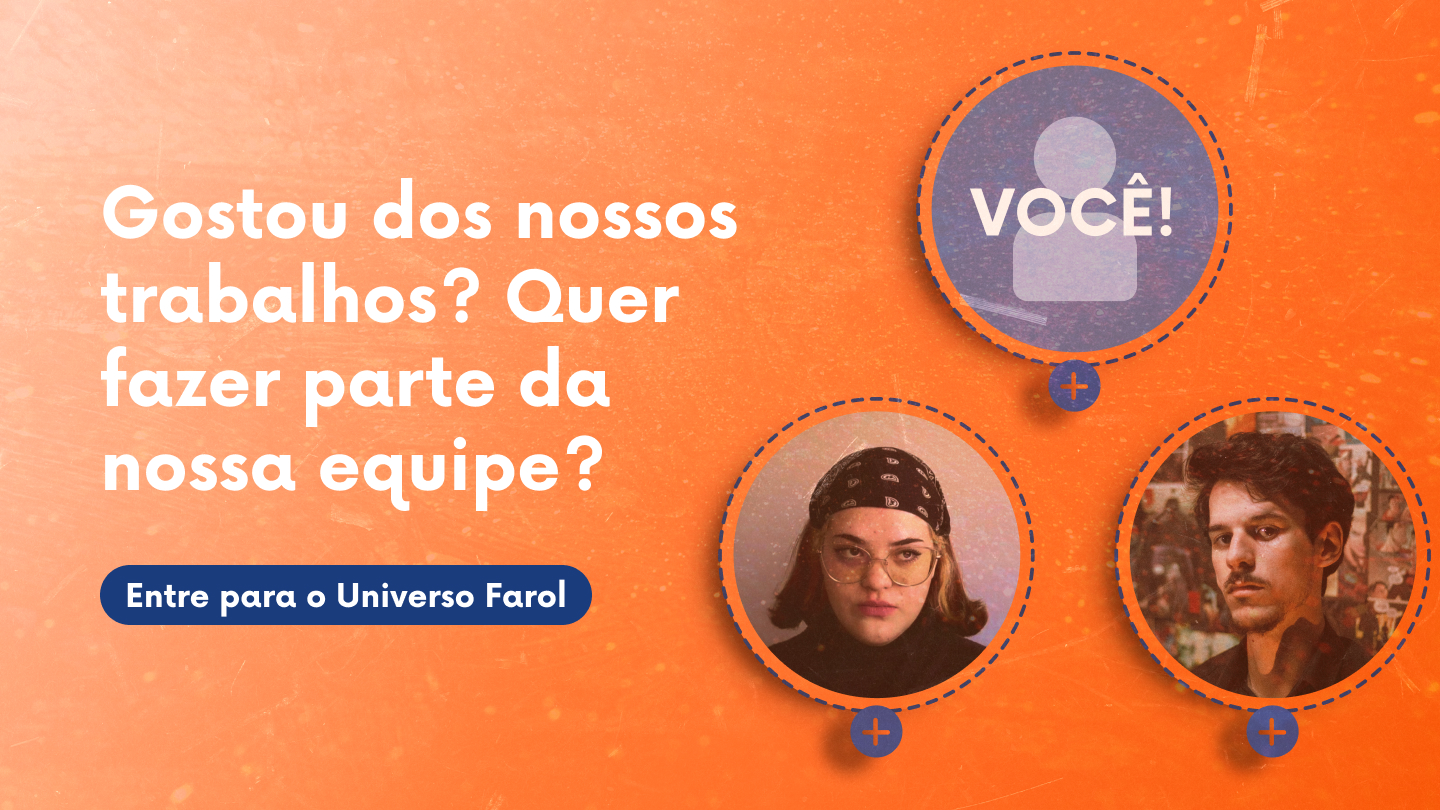 Gostou dos nossos
trabalhos? Quer
fazer parte da
nossa equipe?
Entre para o Universo Farol
VOCÊ!